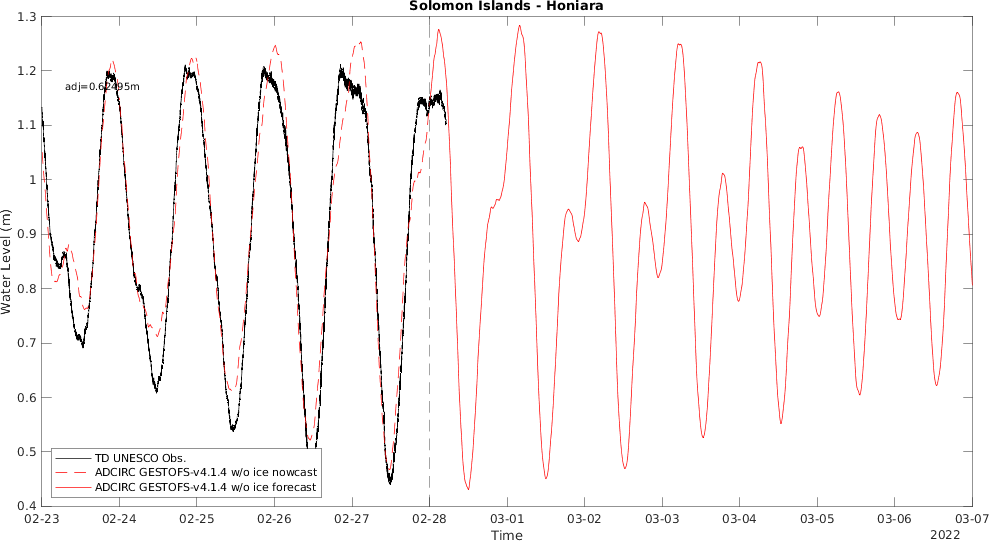 Solomon Islands - Honiara
1.3
1.2
1.1
1
0.9
0.8
0.7
0.6
0.5
0.4
Water Level (m)
adj=0.62495m
TD UNESCO Obs.
ADCIRC GESTOFS-v4.1.4 w/o ice nowcast
ADCIRC GESTOFS-v4.1.4 w/o ice forecast
02-23 02-24 02-25 02-26 02-27 02-28 03-01 03-02 03-03 03-04 03-05 03-06 03-07
Time
2022